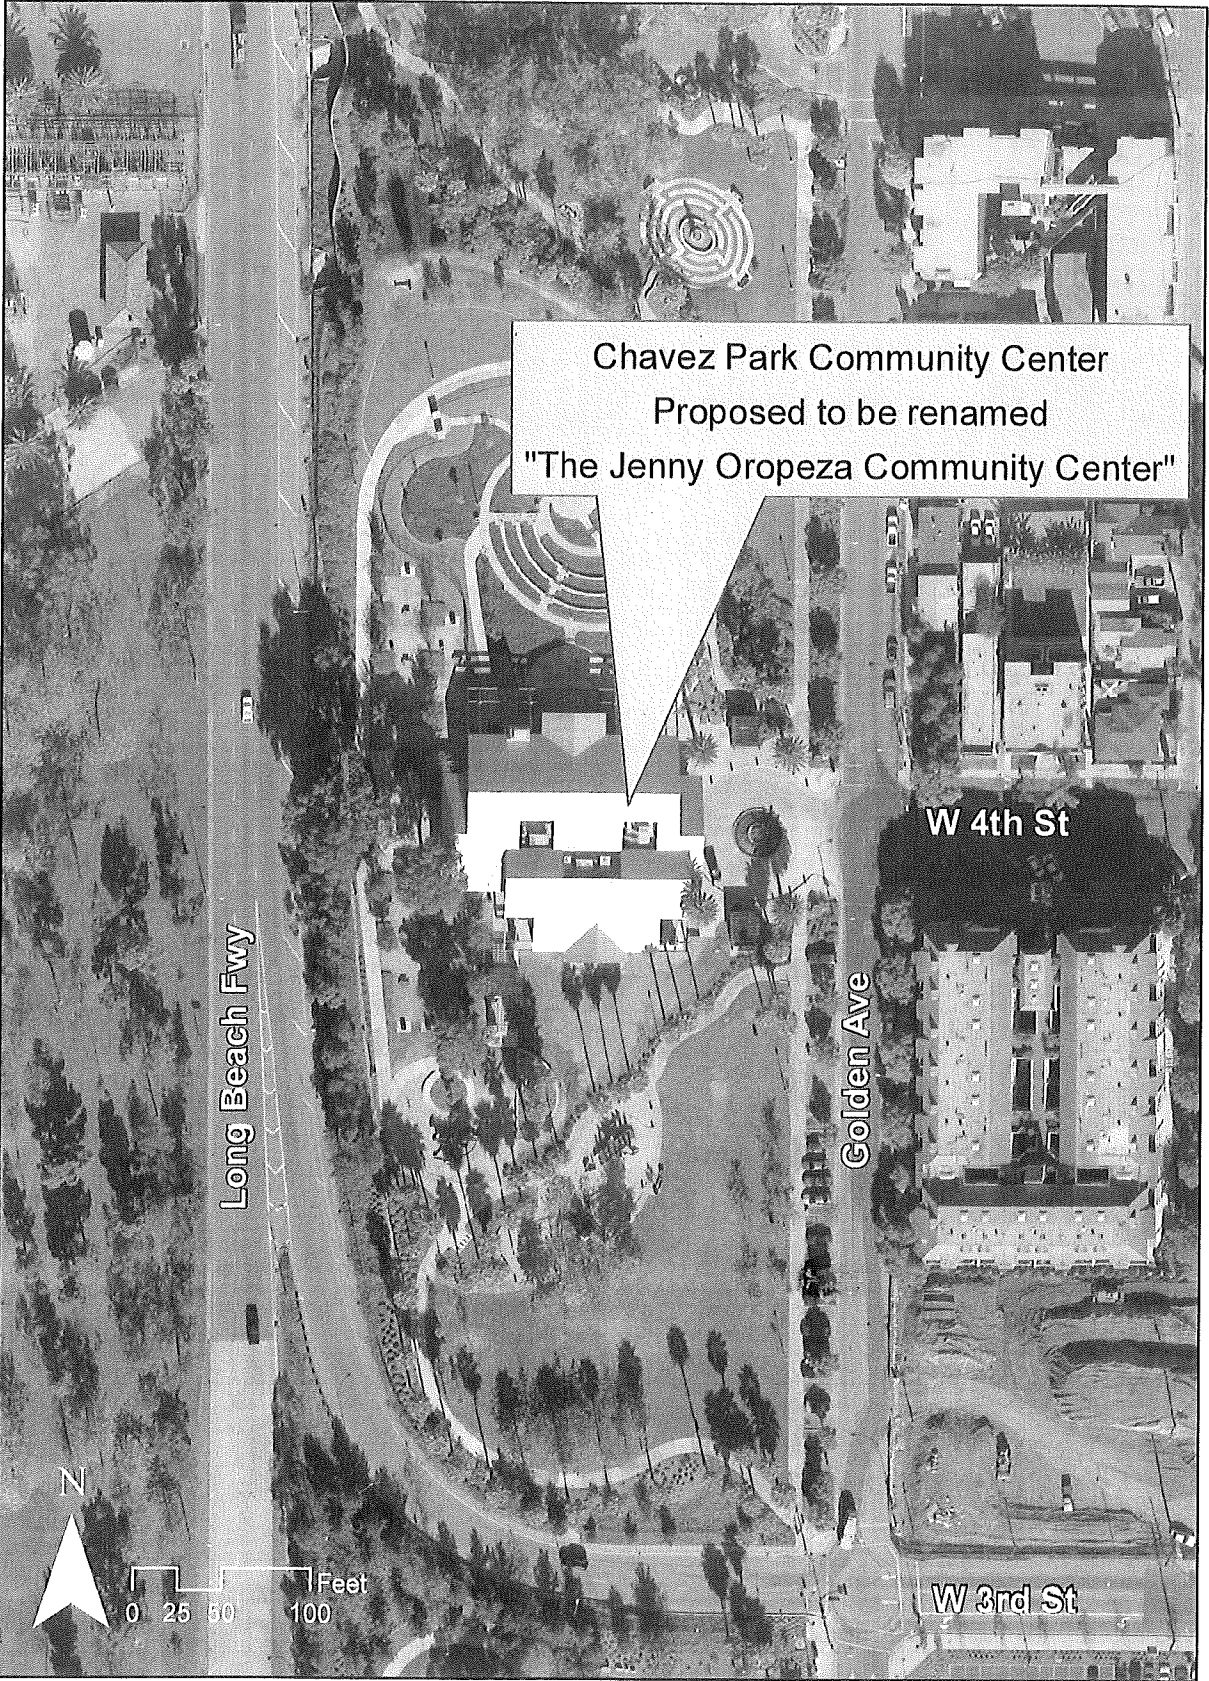 Chavez Park Community Center
Proposed to be renamed
"The Jenny Oropeza Community Center"
W 4th St
Long Beach Fwy
Golden Ave
N
Feet
0 25 50 100
W 3rd St